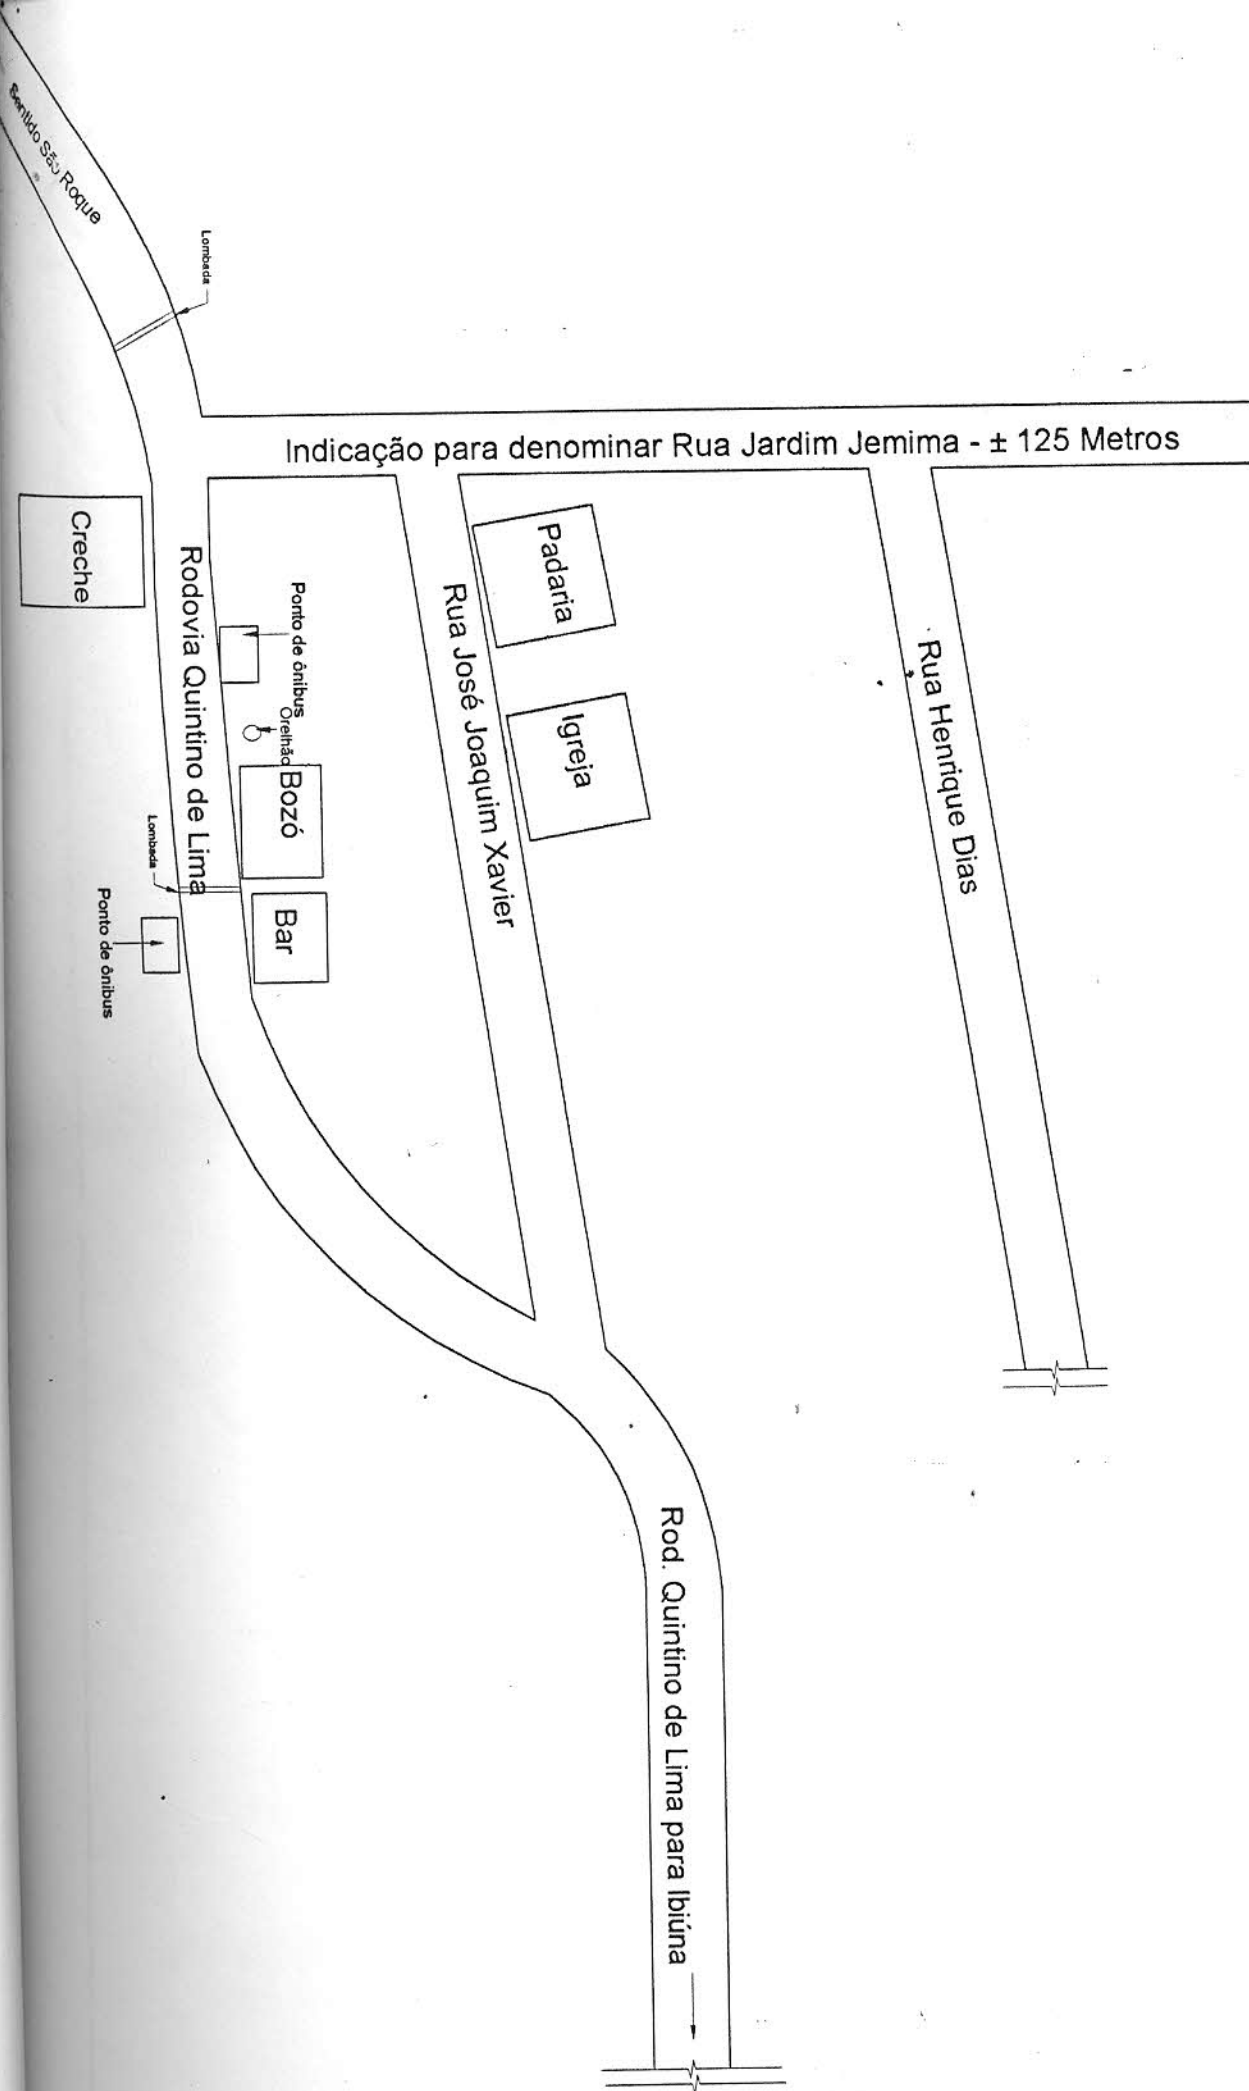 Sentido São Roque
Lombada
Indicação para denominar Rua Jardim Jemima - ± 125 Metros
Creche
Rodovia Quintino de Lima
Ponto de ônibus
Orelhão
Bozó
Bar
Lombada
Ponto de ônibus
Rua José Joaquim Xavier
Padaria
Igreja
Rua Henrique Dias
Rod. Quintino de Lima para Ibiúna